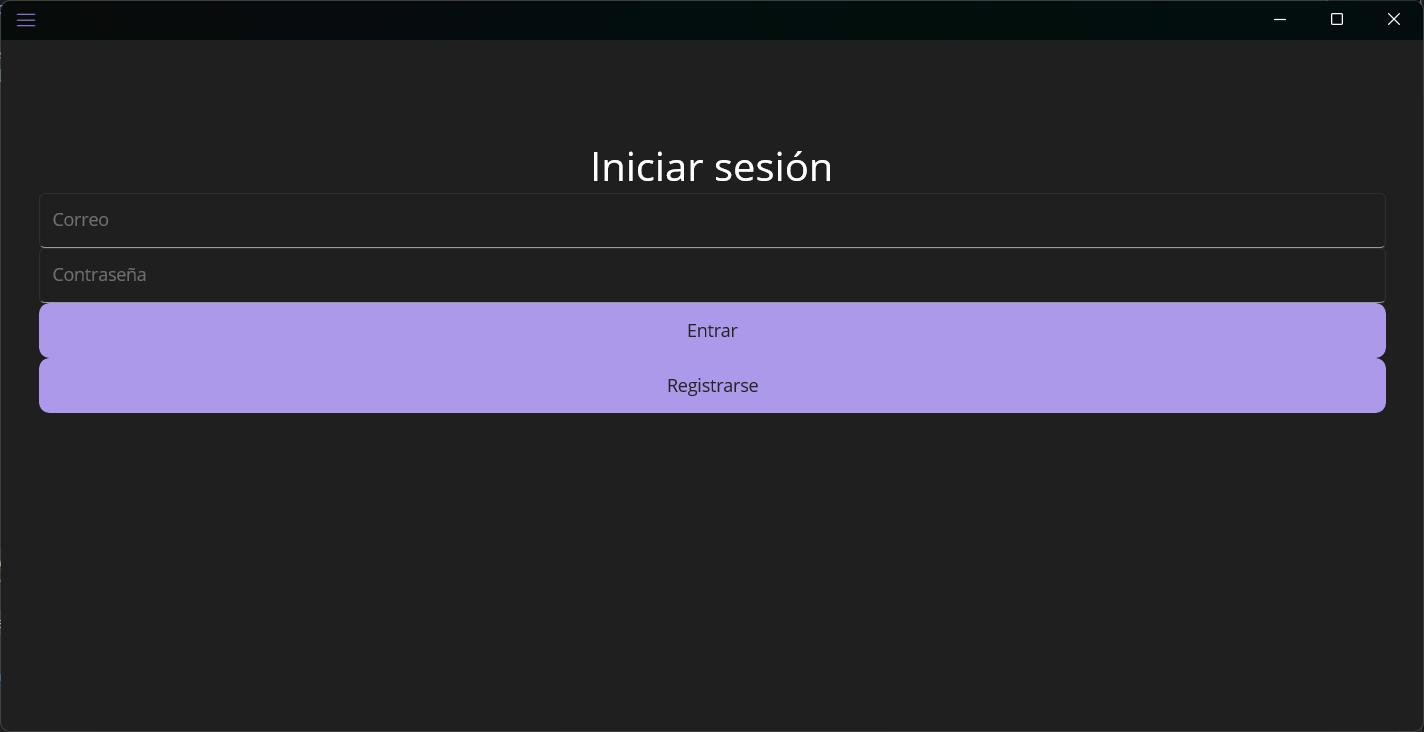 Iniciar sesión
Correo
Contraseña
Entrar
Registrarse